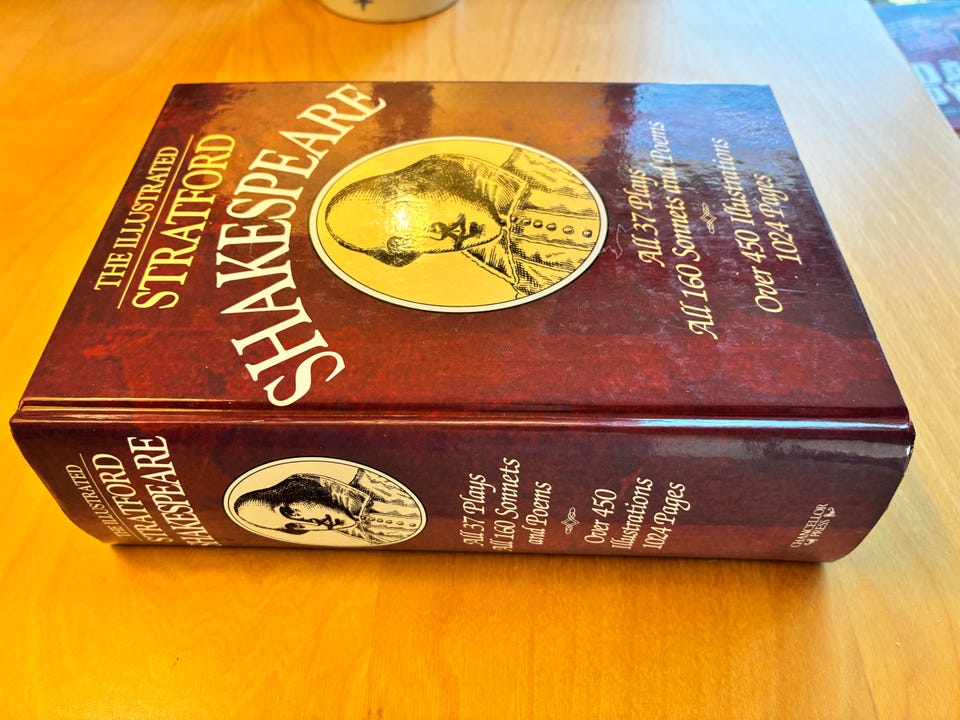 THE ILLUSTRATED
STRATFORD
SHAKESPEARE
All 37 Plays
All 160 Sonnets and Poems
Over 450 Illustrations
1024 Pages
THE ILLUSTRATED
STRATFORD
SHAKESPEARE
All 37 Plays
All 160 Sonnets
and Poems
Over 450
Illustrations
1024 Pages
CHANCELLOR
PRESS